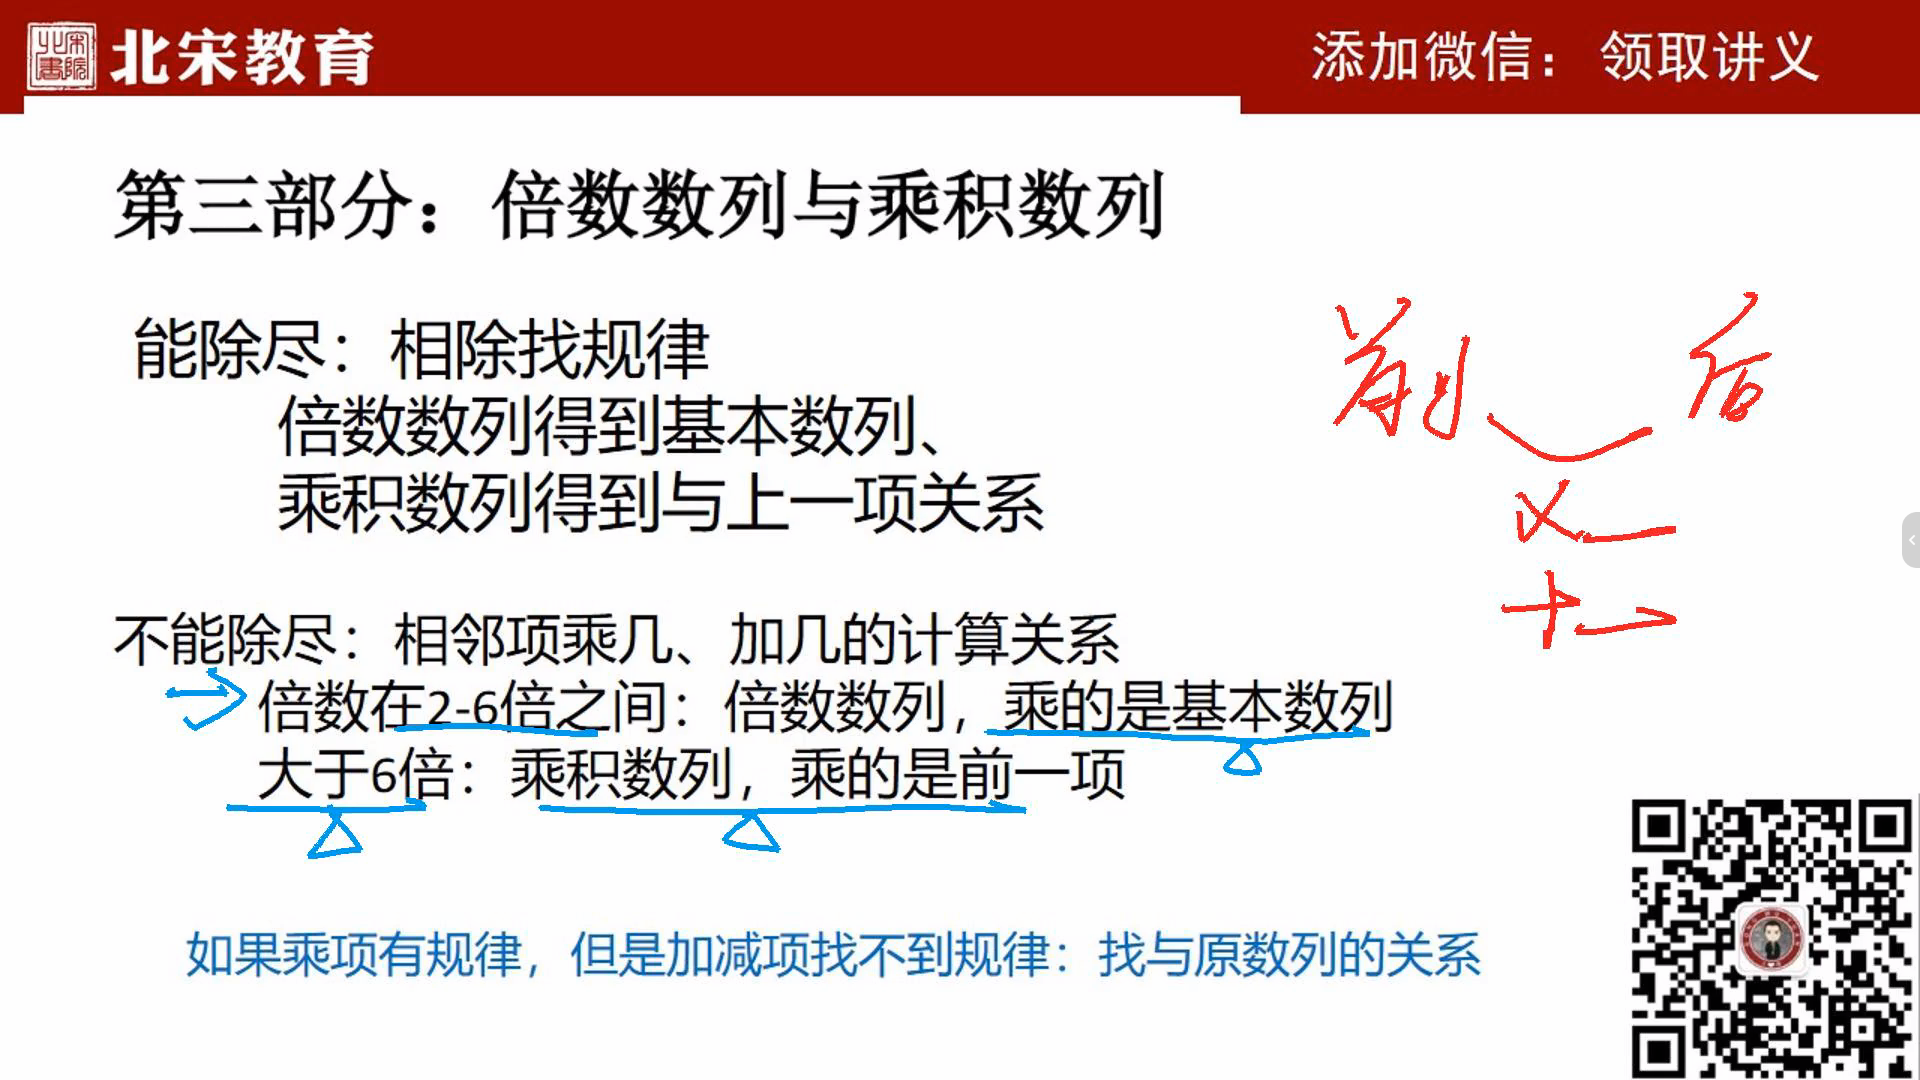 北宋教育
添加微信：领取讲义
第三部分：倍数数列与乘积数列
能除尽：相除找规律
倍数数列得到基本数列、
乘积数列得到与上一项关系
前 后
×
+
不能除尽：相邻项乘几、加几的计算关系
倍数在2-6倍之间：倍数数列，乘的是基本数列
大于6倍：乘积数列，乘的是前一项
如果乘项有规律，但是加减项找不到规律：找与原数列的关系